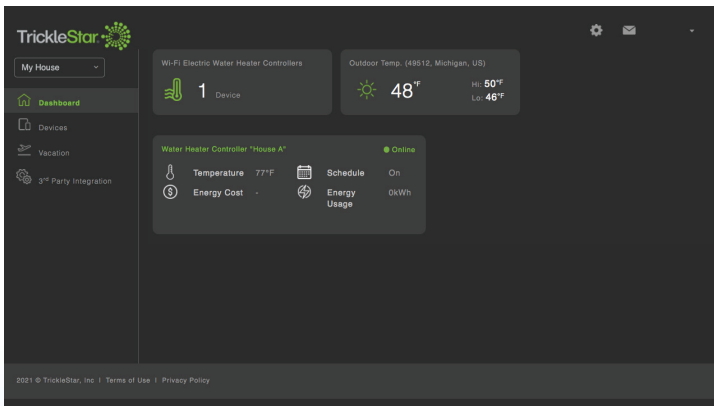 TrickleStar
My House
Dashboard
Devices
Vacation
3rd Party Integration
Wi-Fi Electric Water Heater Controllers
1 Device
Outdoor Temp. (49512, Michigan, US)
48°F
Hi: 50°F
Lo: 46°F
Water Heater Controller "House A"
Online
Temperature 77°F
Schedule On
Energy Cost -
Energy
Usage
0kWh
2021 © TrickleStar, Inc | Terms of Use | Privacy Policy